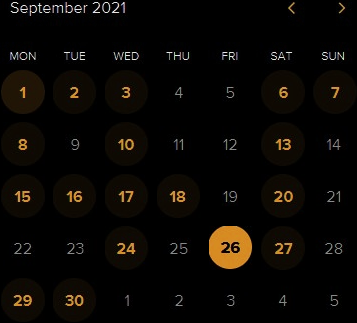 September 2021
MON TUE WED THU FRI SAT SUN
1 2 3 4 5 6 7
8 9 10 11 12 13 14
15 16 17 18 19 20 21
22 23 24 25 26 27 28
29 30 1 2 3 4 5